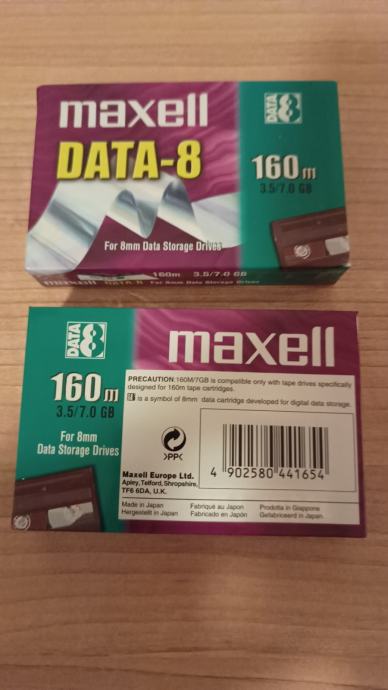 maxell
DATA-8
DATA 8
160m
3.5/7.0 GB
For 8mm Data Storage Drives
maxell DATA-8 160m 3.5/7.0 GB For 8mm Data Storage Drives
DATA 8
maxell
160m
3.5/7.0 GB
For 8mm
Data Storage Drives
PRECAUTION:160M/7GB is compatible only with tape drives specifically
designed for 160m tape cartridges.
is a symbol of 8mm data cartridge developed for digital data storage.
>PP<
4 902580 441654
Maxell Europe Ltd.
Apley,Telford,Shropshire,
TF6 6DA, U.K.
Made in Japan Fabriqué au Japon Prodotta in Giappone
Hergestellt in Japan Fabricado en Japón Gefabriceerd in Japan